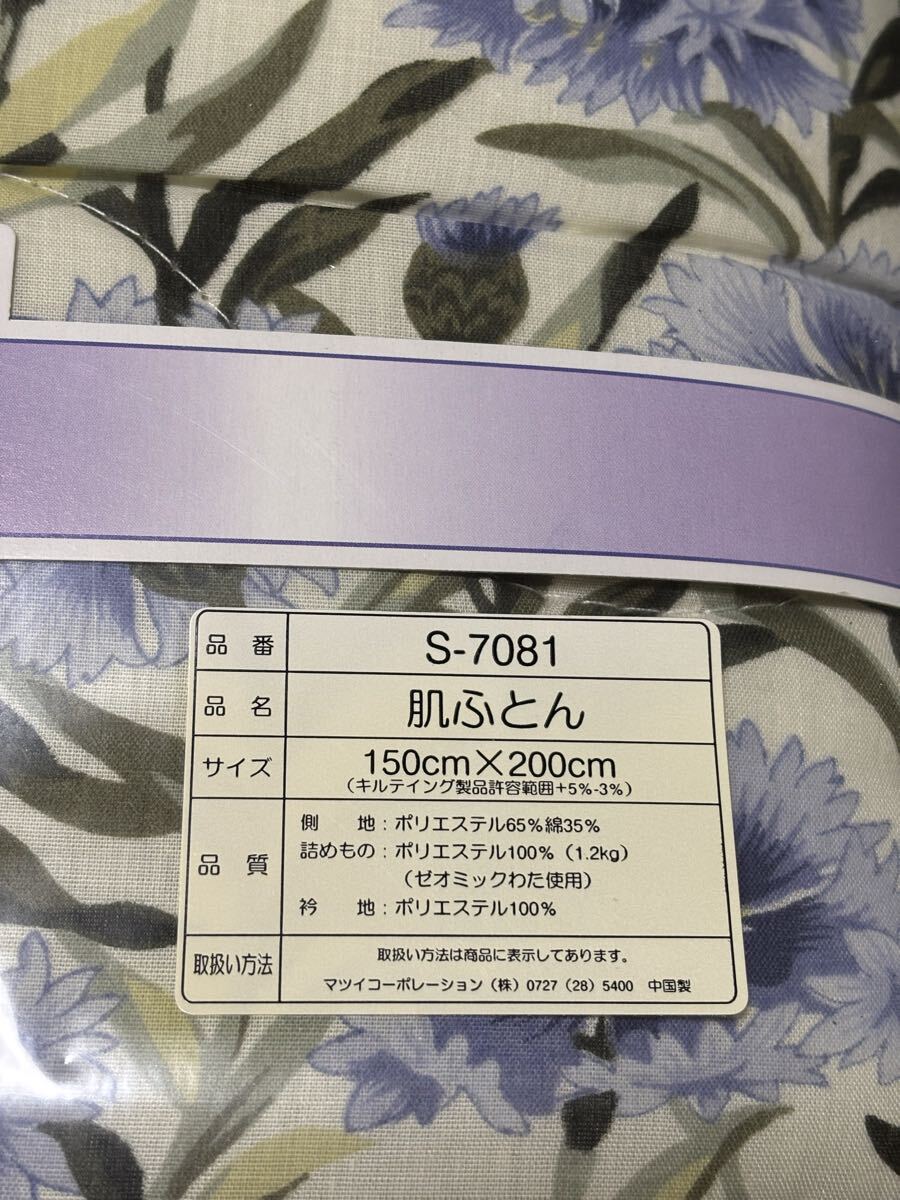 品番 S-7081
品名 肌ふとん
サイズ 150cm×200cm
(キルテイング製品許容範囲+5%-3%)
品質 側 地:ポリエステル65%綿35%
詰めもの:ポリエステル100%(1.2kg)
(ゼオミックわた使用)
衿 地:ポリエステル100%
取扱い方法 取扱い方法は商品に表示してあります。
マツイコーポレーション(株)0727(28)5400 中国製